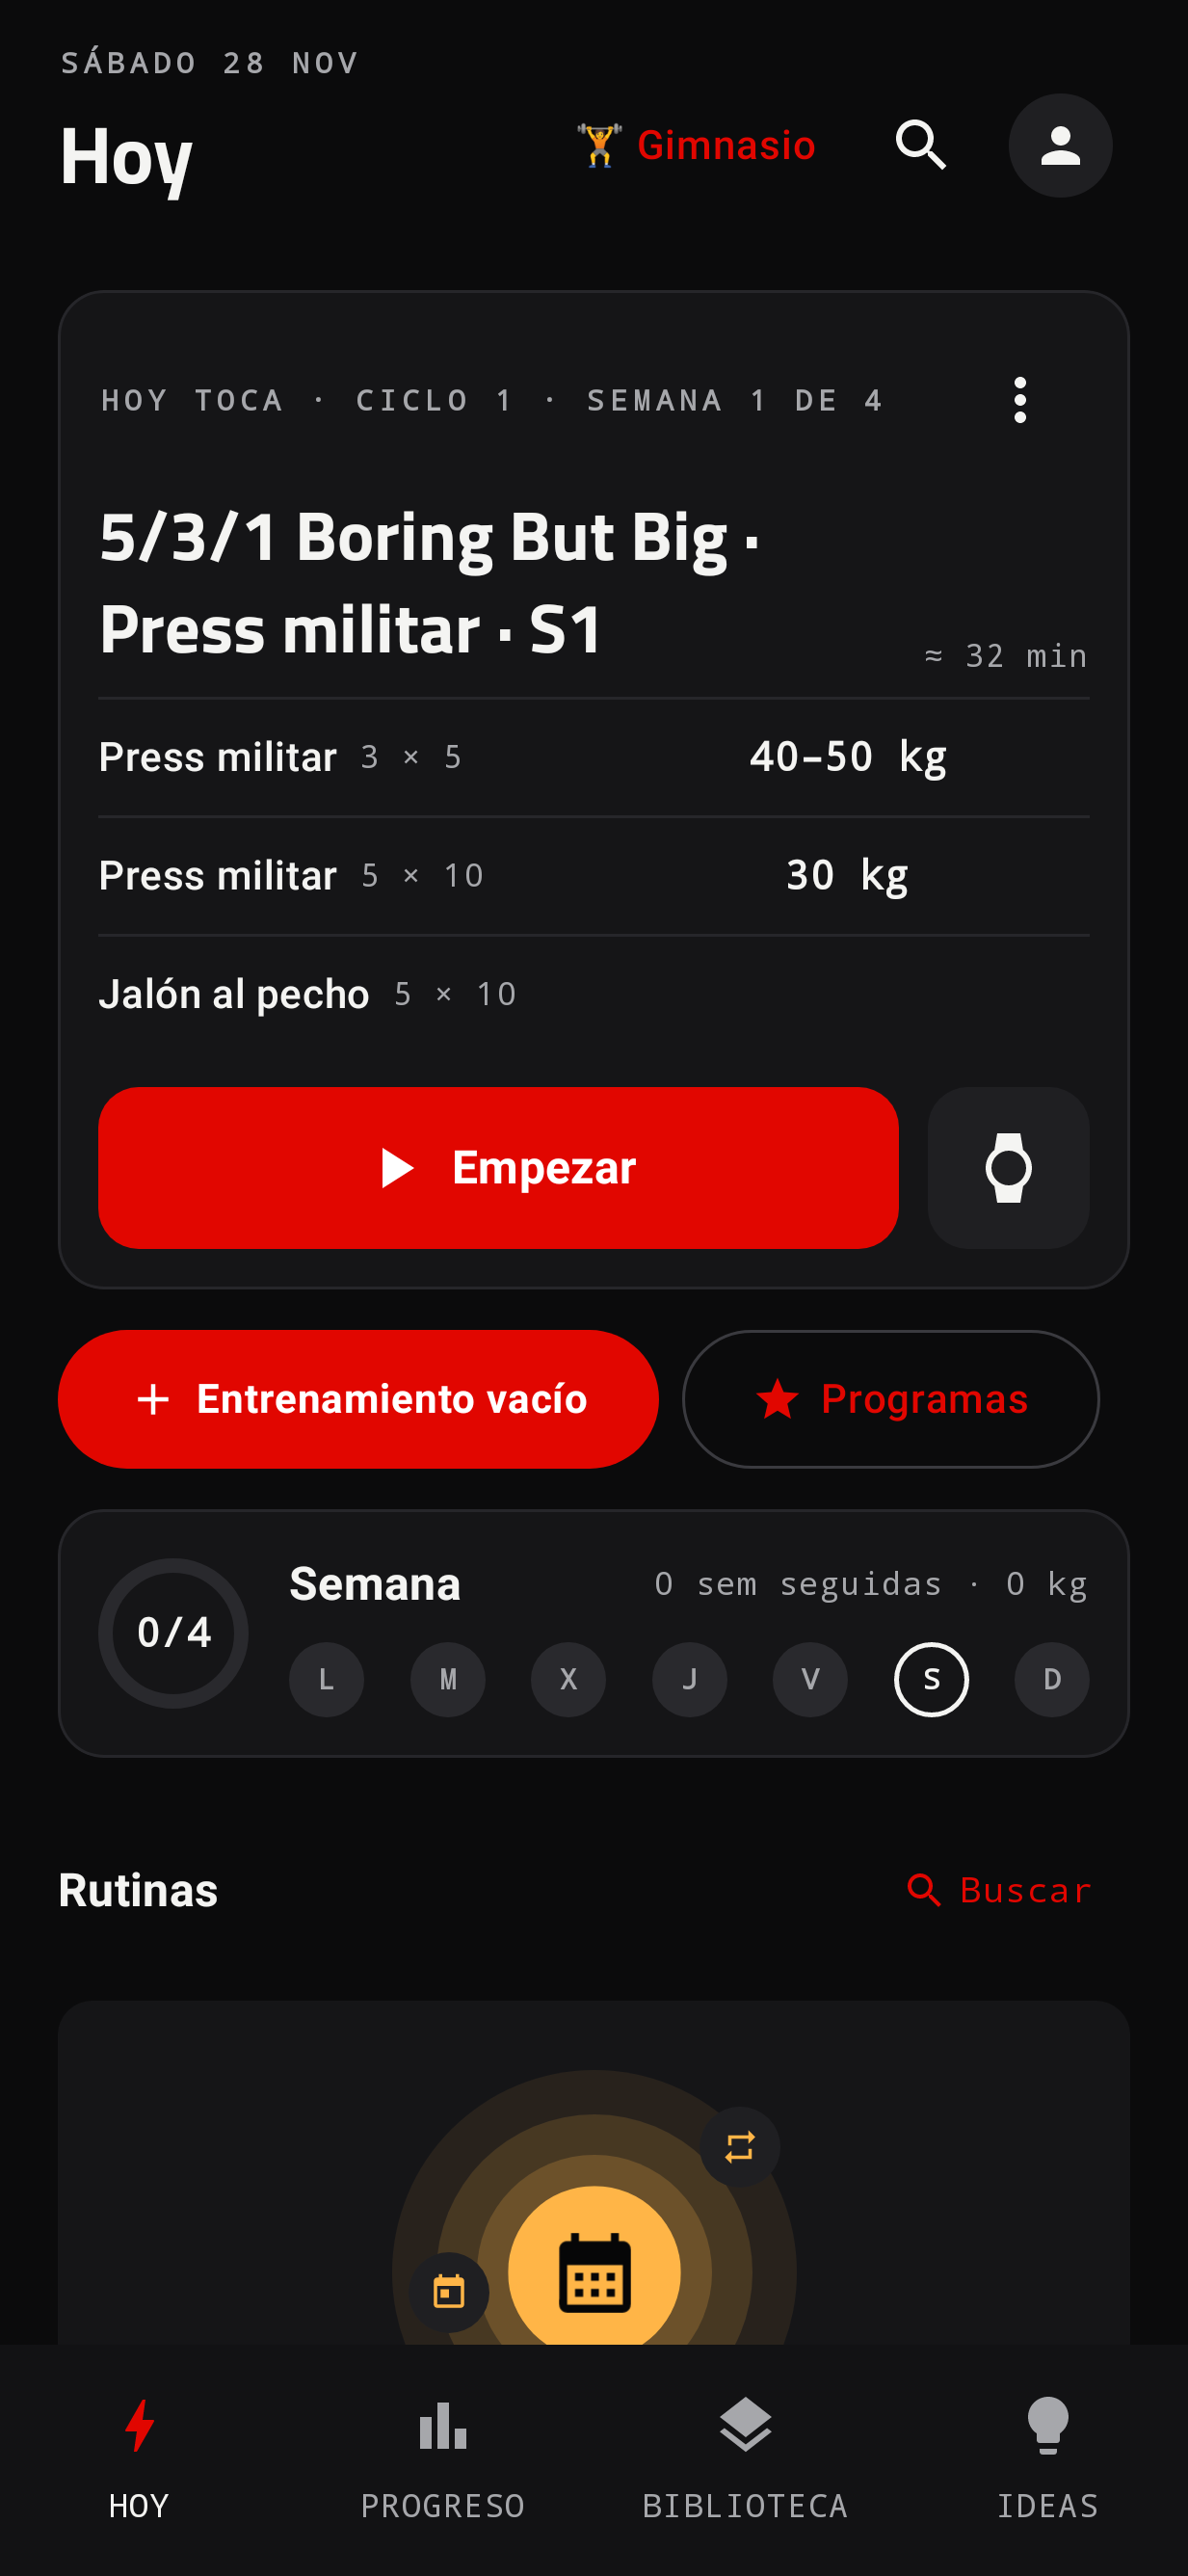 SÁBADO 28 NOV
Hoy
Gimnasio
HOY TOCA · CICLO 1 · SEMANA 1 DE 4
5/3/1 Boring But Big ·
Press militar · S1
≈ 32 min
Press militar 3 × 5 40–50 kg
Press militar 5 × 10 30 kg
Jalón al pecho 5 × 10
Empezar
Entrenamiento vacío
Programas
0/4
Semana
0 sem seguidas · 0 kg
L M X J V S D
Rutinas
Buscar
HOY PROGRESO BIBLIOTECA IDEAS